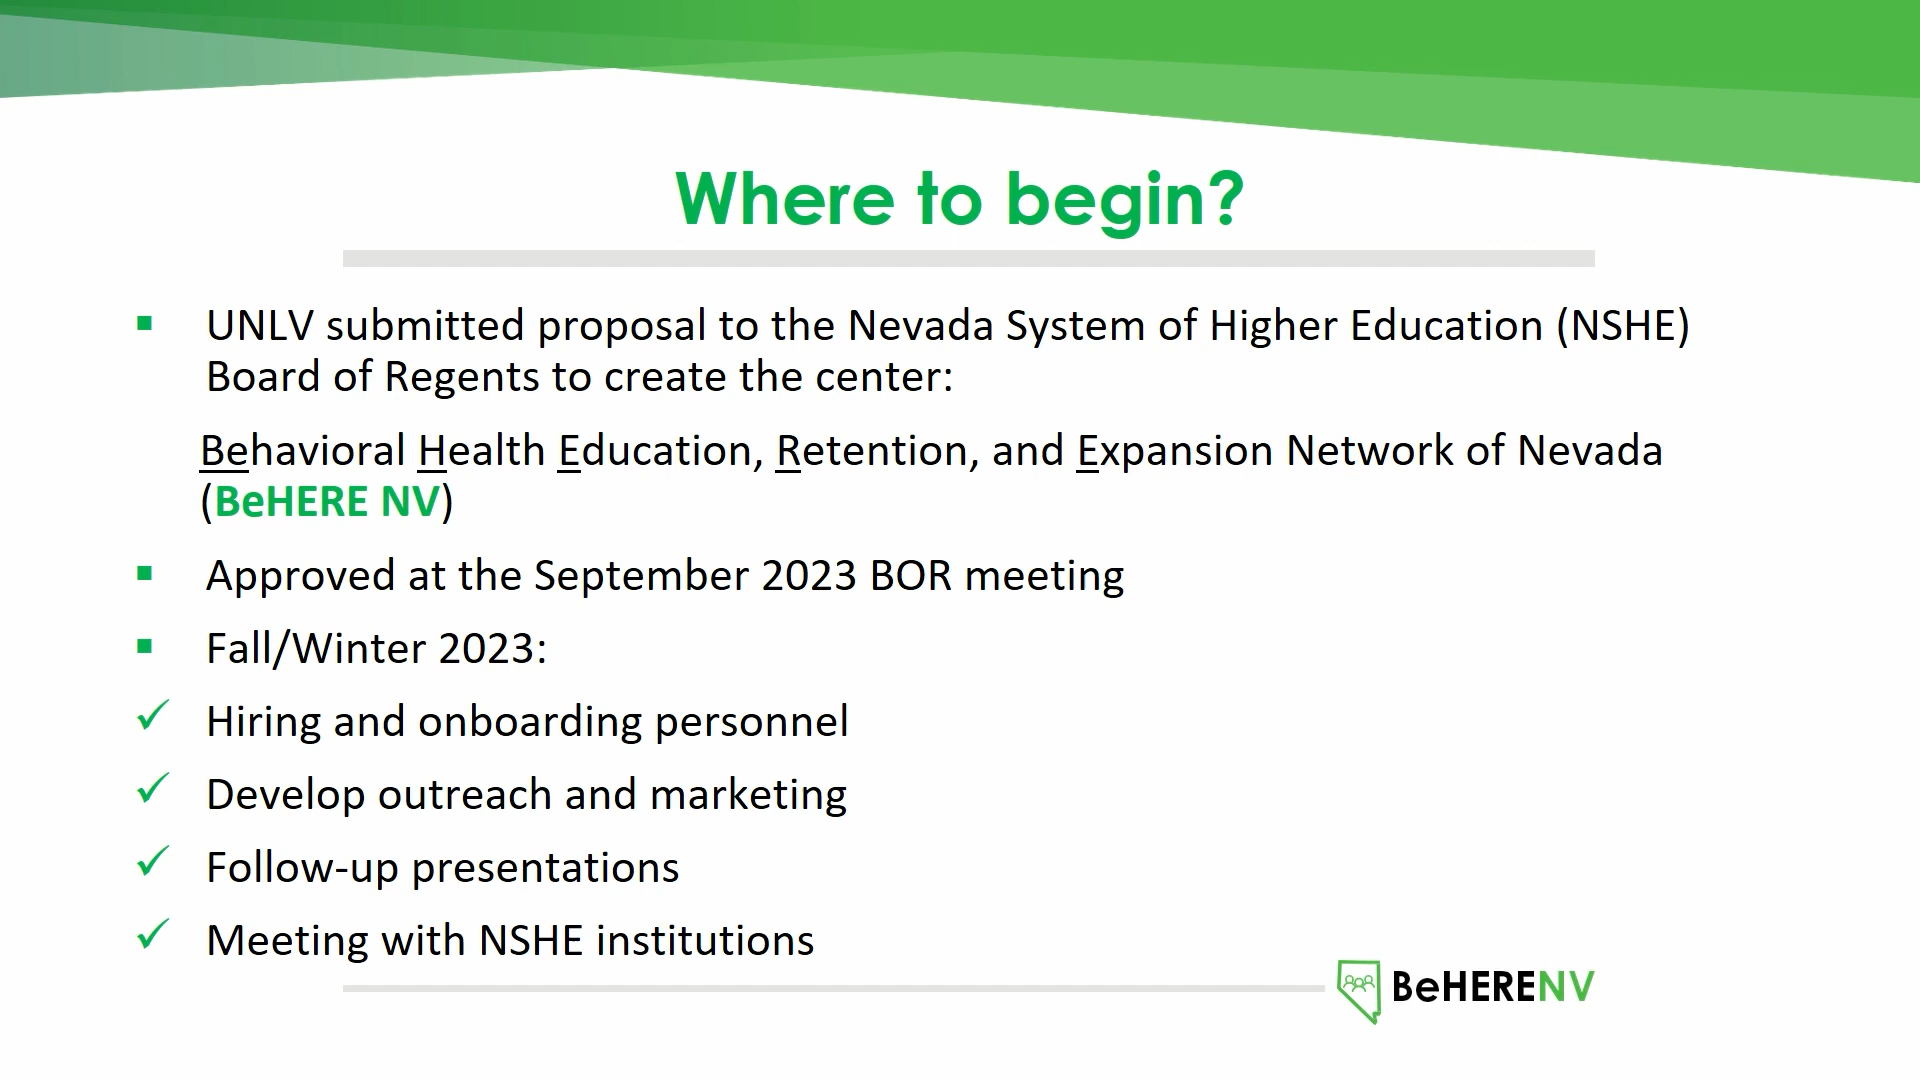 Where to begin?
UNLV submitted proposal to the Nevada System of Higher Education (NSHE)
Board of Regents to create the center:
Behavioral Health Education, Retention, and Expansion Network of Nevada
(BeHERE NV)
Approved at the September 2023 BOR meeting
Fall/Winter 2023:
Hiring and onboarding personnel
Develop outreach and marketing
Follow-up presentations
Meeting with NSHE institutions
BeHERENV